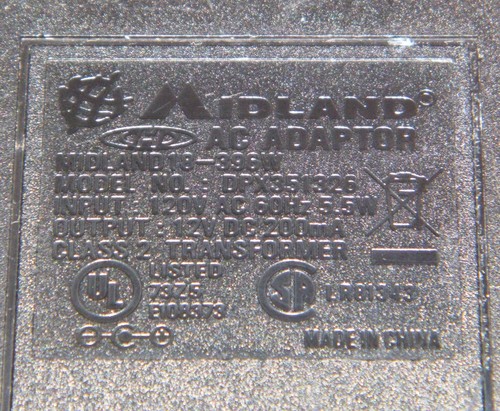 MIDLAND®
AC ADAPTOR
MIDLAND 18-396W
MODEL NO.: DPX351326
INPUT : 120V AC 60Hz 5.5W
OUTPUT : 12V DC 200mA
CLASS 2 TRANSFORMER
UL LISTED
LR81545
MADE IN CHINA